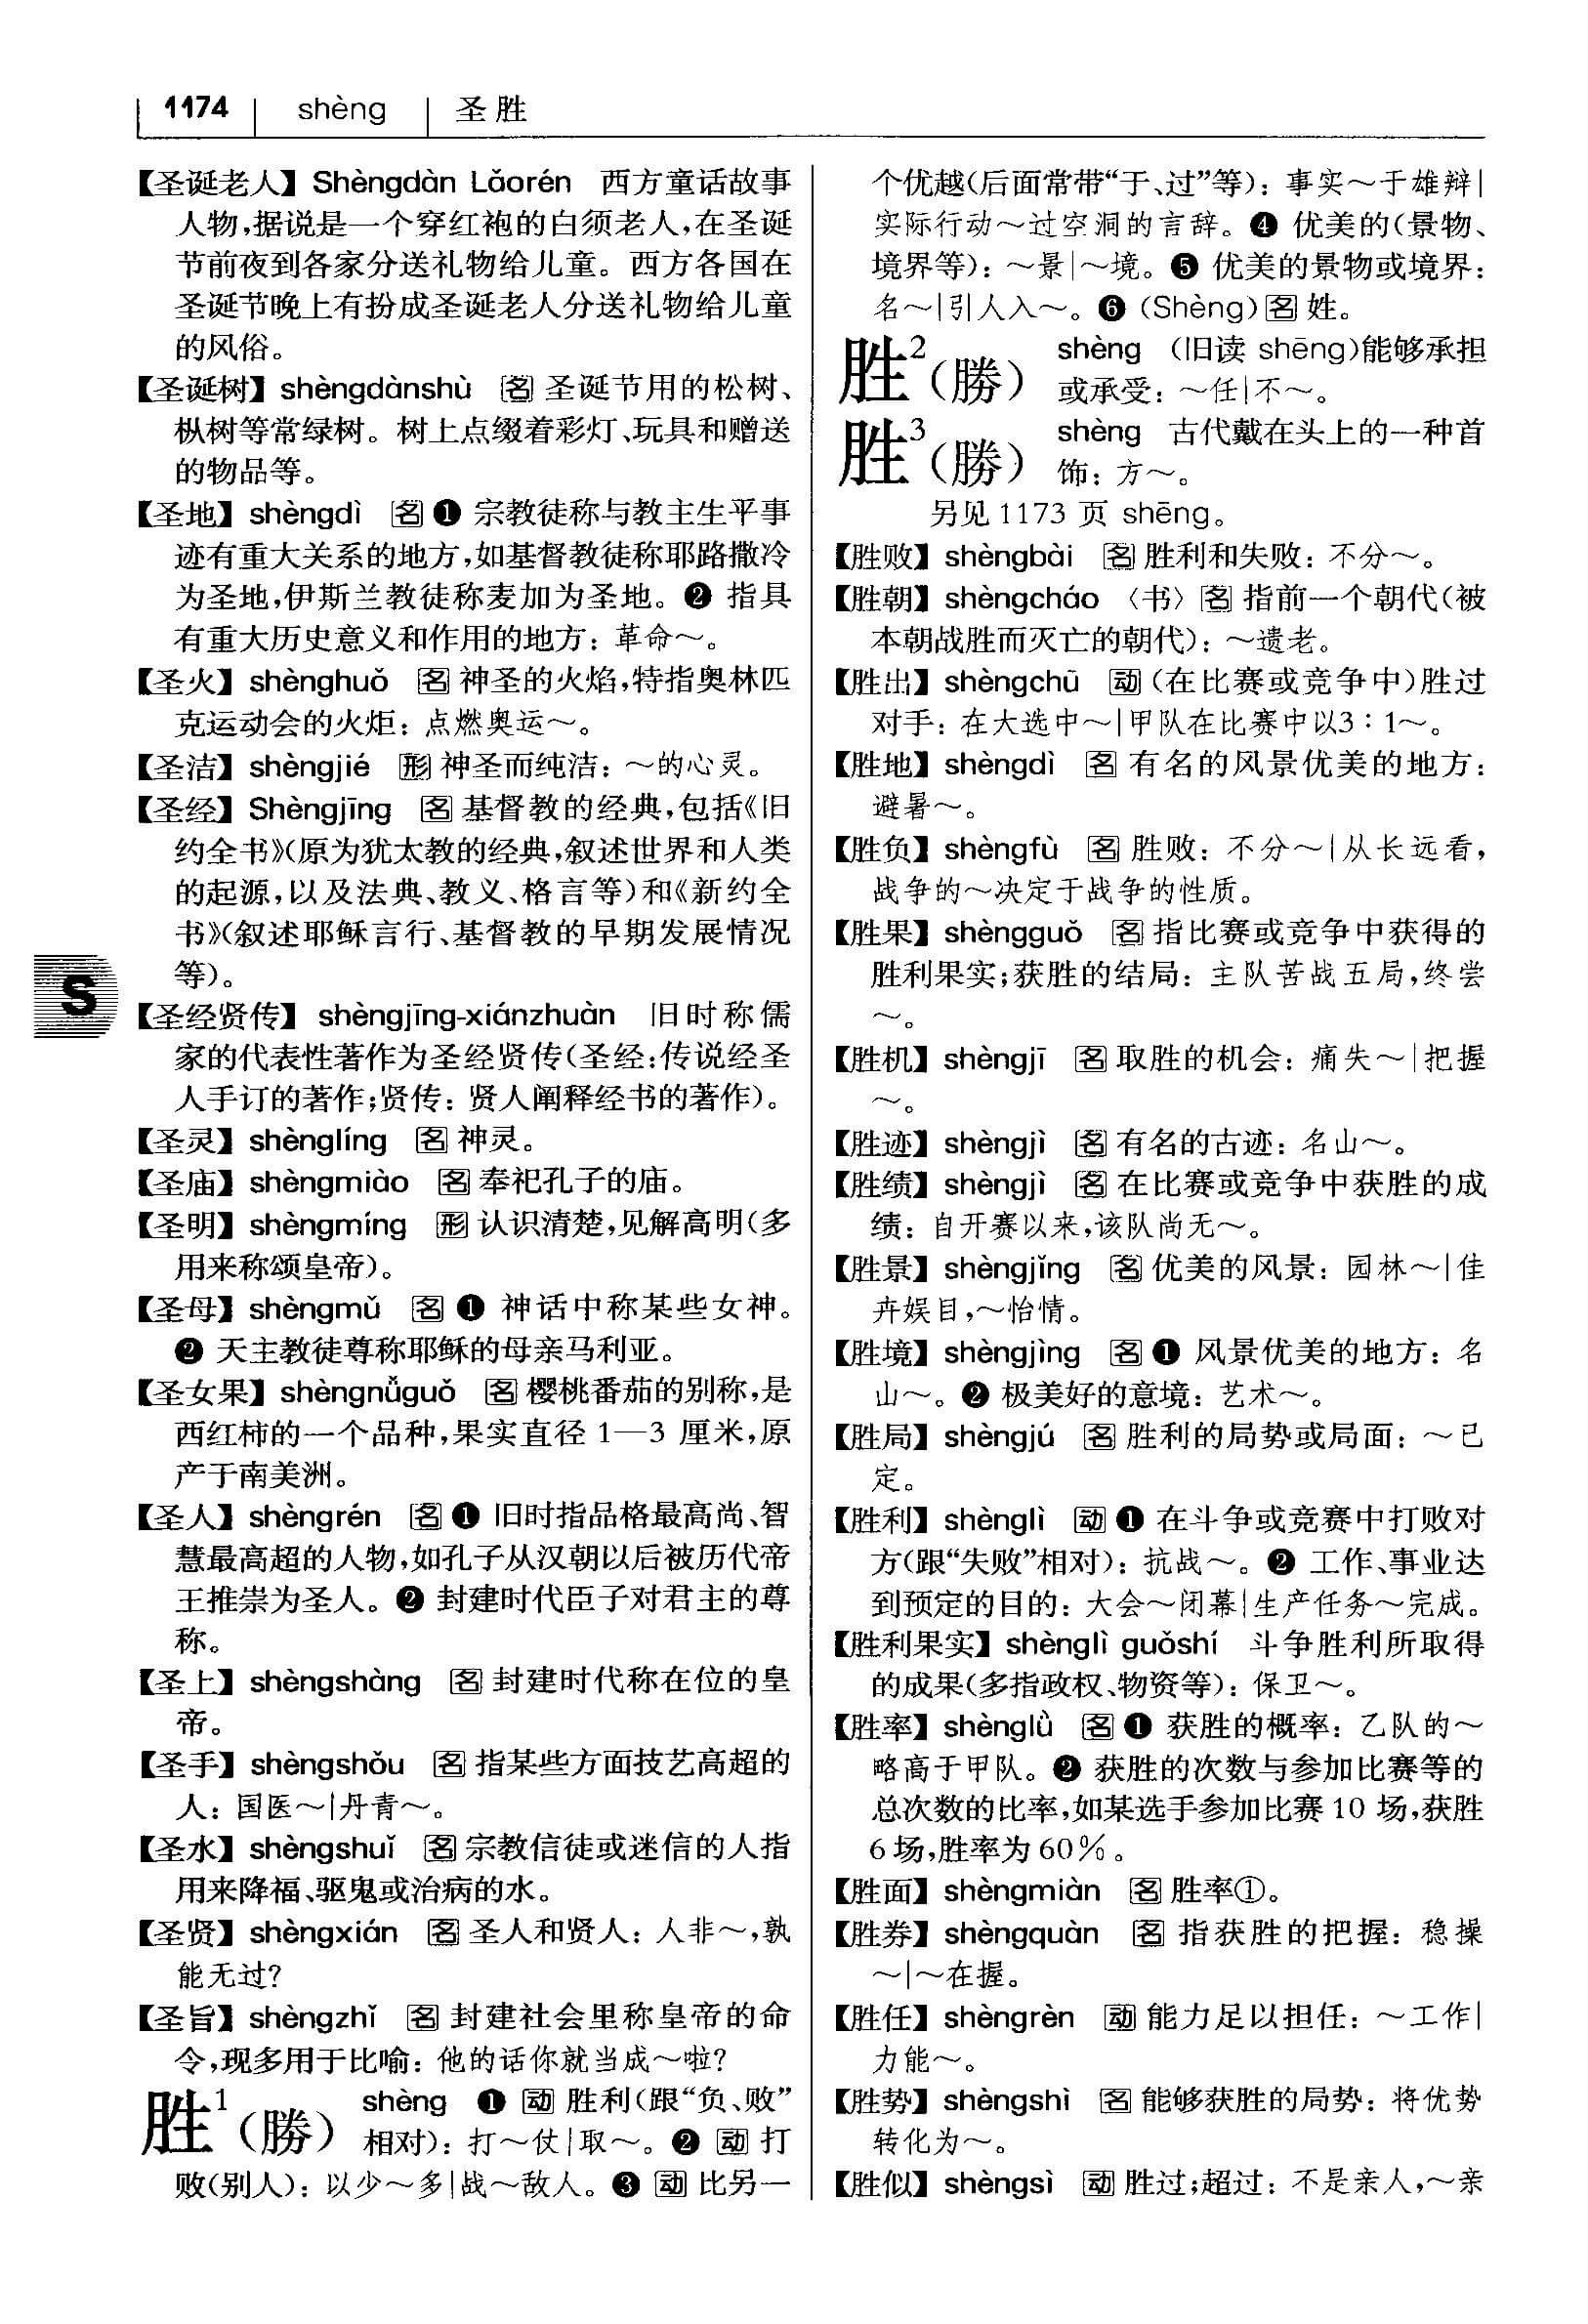 1174 shèng 圣胜
【圣诞老人】Shèngdàn Lǎorén 西方童话故事
人物,据说是一个穿红袍的白须老人,在圣诞
节前夜到各家分送礼物给儿童。西方各国在
圣诞节晚上有扮成圣诞老人分送礼物给儿童
的风俗。
【圣诞树】shèngdànshù 名 圣诞节用的松树、
枞树等常绿树。树上点缀着彩灯、玩具和赠送
的物品等。
【圣地】shèngdì 名 ❶ 宗教徒称与教主生平事
迹有重大关系的地方,如基督教徒称耶路撒冷
为圣地,伊斯兰教徒称麦加为圣地。❷ 指具
有重大历史意义和作用的地方:革命～。
【圣火】shènghuǒ 名 神圣的火焰,特指奥林匹
克运动会的火炬:点燃奥运～。
【圣洁】shèngjié 形 神圣而纯洁:～的心灵。
【圣经】Shèngjīng 名 基督教的经典,包括《旧
约全书》(原为犹太教的经典,叙述世界和人类
的起源,以及法典、教义、格言等)和《新约全
书》(叙述耶稣言行、基督教的早期发展情况
等)。
【圣经贤传】shèngjīng-xiánzhuàn 旧时称儒
家的代表性著作为圣经贤传(圣经:传说经圣
人手订的著作;贤传:贤人阐释经书的著作)。
【圣灵】shènglíng 名 神灵。
【圣庙】shèngmiào 名 奉祀孔子的庙。
【圣明】shèngmíng 形 认识清楚,见解高明(多
用来称颂皇帝)。
【圣母】shèngmǔ 名 ❶ 神话中称某些女神。
❷ 天主教徒尊称耶稣的母亲马利亚。
【圣女果】shèngnǚguǒ 名 樱桃番茄的别称,是
西红柿的一个品种,果实直径 1—3 厘米,原
产于南美洲。
【圣人】shèngrén 名 ❶ 旧时指品格最高尚、智
慧最高超的人物,如孔子从汉朝以后被历代帝
王推崇为圣人。❷ 封建时代臣子对君主的尊
称。
【圣上】shèngshàng 名 封建时代称在位的皇
帝。
【圣手】shèngshǒu 名 指某些方面技艺高超的
人:国医～|丹青～。
【圣水】shèngshuǐ 名 宗教信徒或迷信的人指
用来降福、驱鬼或治病的水。
【圣贤】shèngxián 名 圣人和贤人:人非～,孰
能无过?
【圣旨】shèngzhǐ 名 封建社会里称皇帝的命
令,现多用于比喻:他的话你就当成～啦?
胜¹(勝) shèng ❶ 动 胜利(跟“负、败”
相对):打～仗|取～。❷ 动 打
败(别人):以少～多|战～敌人。❸ 动 比另一
S
个优越(后面常带“于、过”等):事实～于雄辩|
实际行动～过空洞的言辞。❹ 优美的(景物、
境界等):～景|～境。❺ 优美的景物或境界:
名～|引人入～。❻ (Shèng) 名 姓。
胜²(勝) shèng (旧读 shēng)能够承担
或承受:～任|不～。
胜³(勝) shèng 古代戴在头上的一种首
饰:方～。
另见 1173 页 shēng。
【胜败】shèngbài 名 胜利和失败:不分～。
【胜朝】shèngcháo 〈书〉名 指前一个朝代(被
本朝战胜而灭亡的朝代):～遗老。
【胜出】shèngchū 动 (在比赛或竞争中)胜过
对手:在大选中～|甲队在比赛中以3∶1～。
【胜地】shèngdì 名 有名的风景优美的地方:
避暑～。
【胜负】shèngfù 名 胜败:不分～|从长远看,
战争的～决定于战争的性质。
【胜果】shèngguǒ 名 指比赛或竞争中获得的
胜利果实;获胜的结局:主队苦战五局,终尝
～。
【胜机】shèngjī 名 取胜的机会:痛失～|把握
～。
【胜迹】shèngjì 名 有名的古迹:名山～。
【胜绩】shèngjì 名 在比赛或竞争中获胜的成
绩:自开赛以来,该队尚无～。
【胜景】shèngjǐng 名 优美的风景:园林～|佳
卉娱目,～怡情。
【胜境】shèngjìng 名 ❶ 风景优美的地方:名
山～。❷ 极美好的意境:艺术～。
【胜局】shèngjú 名 胜利的局势或局面:～已
定。
【胜利】shènglì 动 ❶ 在斗争或竞赛中打败对
方(跟“失败”相对):抗战～。❷ 工作、事业达
到预定的目的:大会～闭幕|生产任务～完成。
【胜利果实】shènglì guǒshí 斗争胜利所取得
的成果(多指政权、物资等):保卫～。
【胜率】shènglǜ 名 ❶ 获胜的概率:乙队的～
略高于甲队。❷ 获胜的次数与参加比赛等的
总次数的比率,如某选手参加比赛 10 场,获胜
6 场,胜率为 60%。
【胜面】shèngmiàn 名 胜率①。
【胜券】shèngquàn 名 指获胜的把握:稳操
～|～在握。
【胜任】shèngrèn 动 能力足以担任:～工作|
力能～。
【胜势】shèngshì 名 能够获胜的局势:将优势
转化为～。
【胜似】shèngsì 动 胜过;超过:不是亲人,～亲